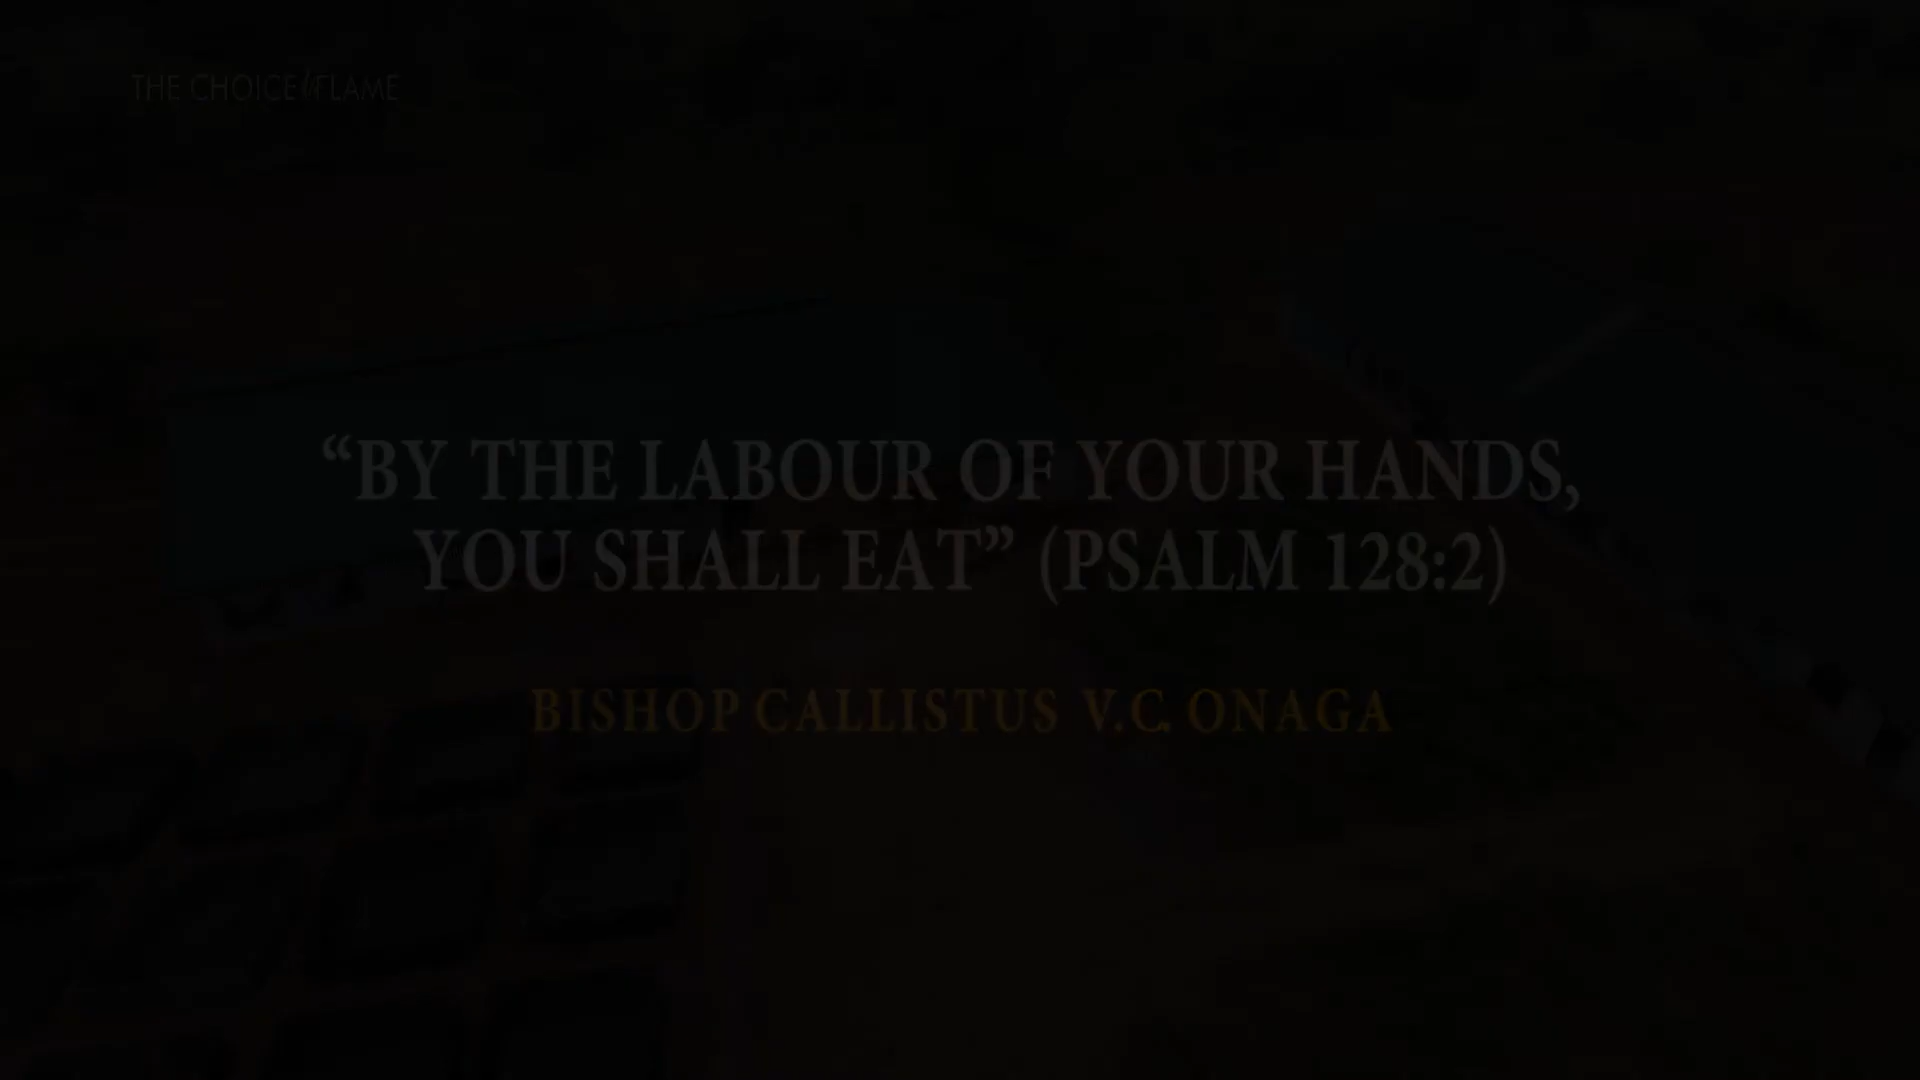 THE CHOICE FLAME
“BY THE LABOUR OF YOUR HANDS,
YOU SHALL EAT” (PSALM 128:2)
BISHOP CALLISTUS V.C. ONAGA